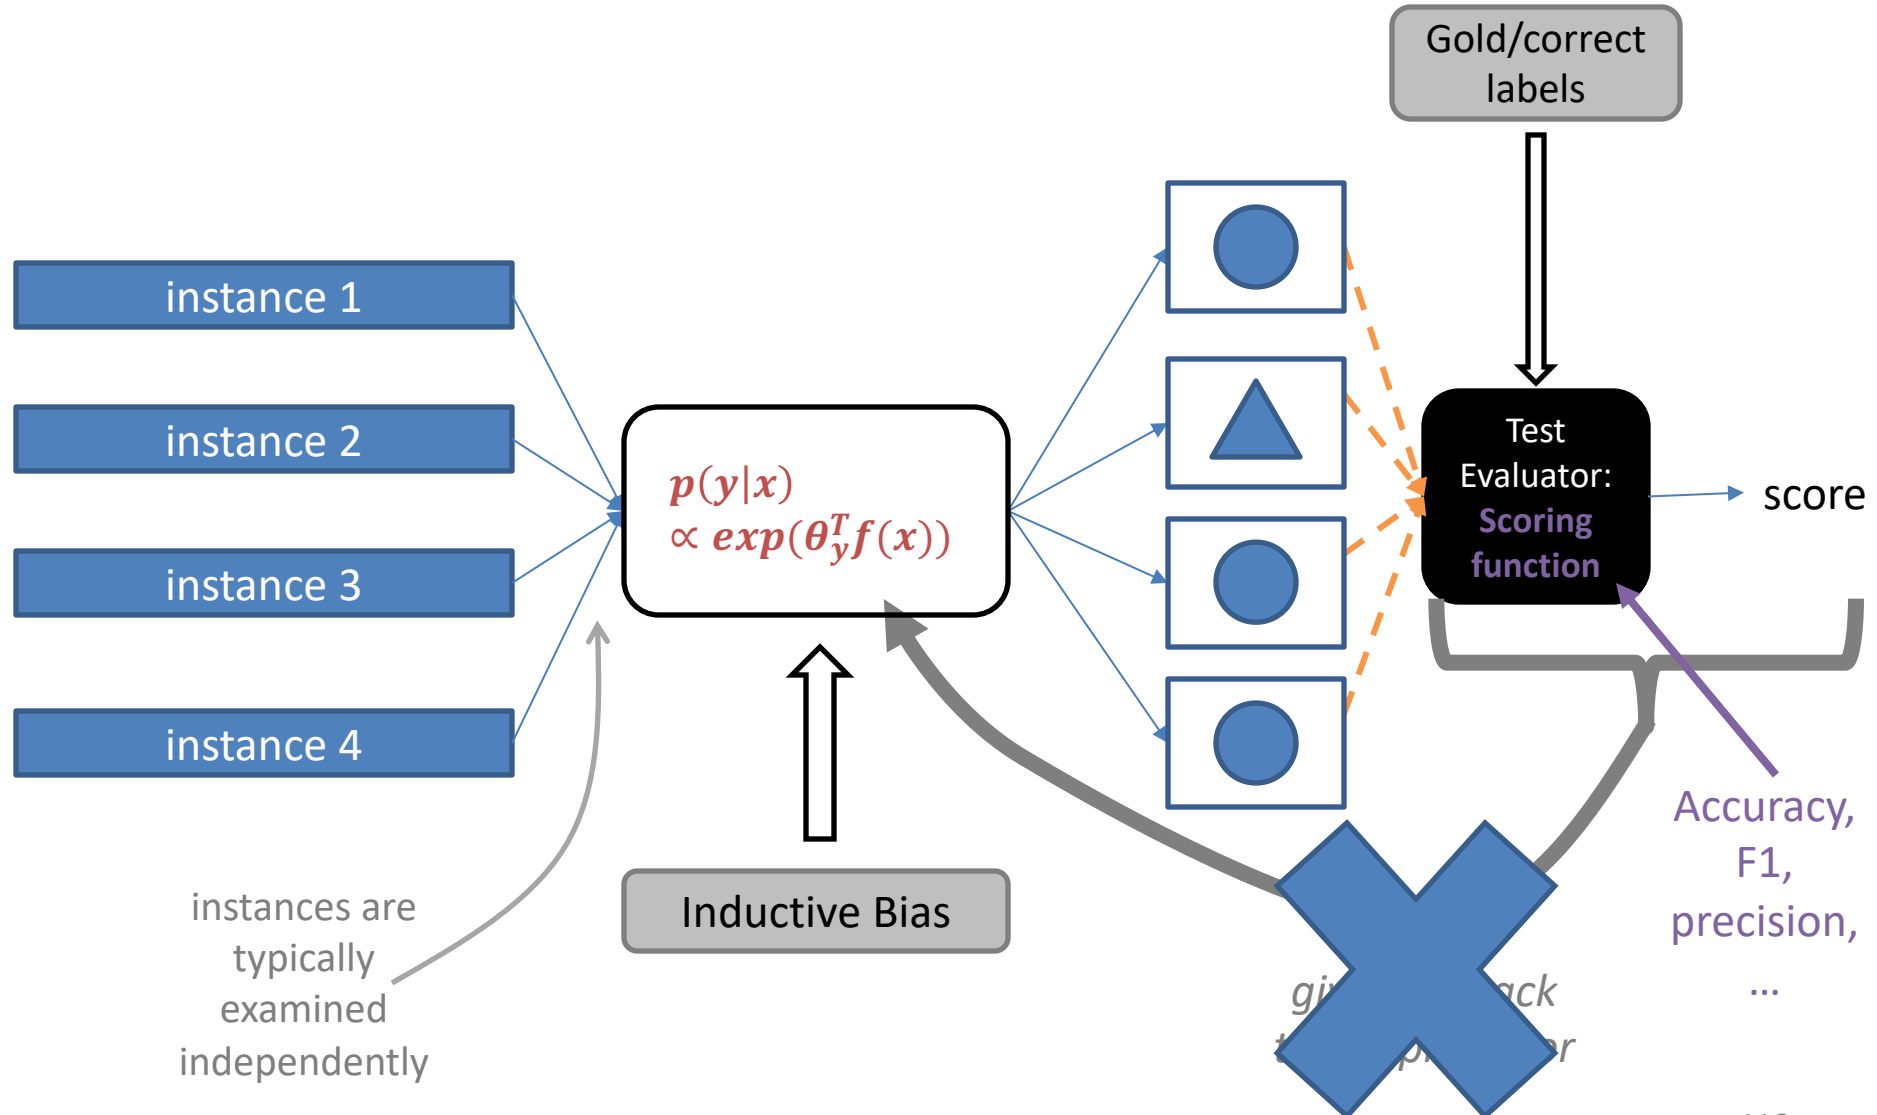 Gold/correct
labels
instance 1
instance 2
instance 3
instance 4
p(y|x)
∝ exp(θ_y^T f(x))
Test
Evaluator:
Scoring
function
score
Inductive Bias
instances are
typically
examined
independently
Accuracy,
F1,
precision,
…